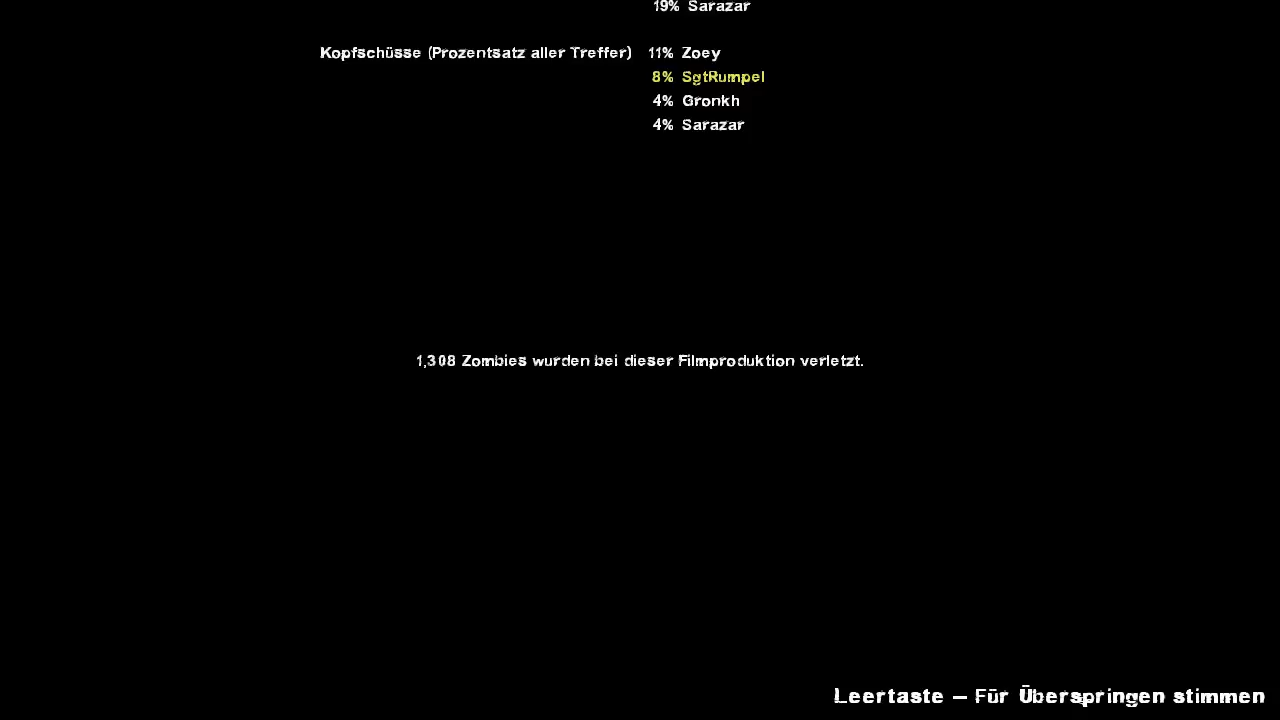 19% Sarazar
Kopfschüsse (Prozentsatz aller Treffer) 11% Zoey
8% SgtRumpel
4% Gronkh
4% Sarazar
1,308 Zombies wurden bei dieser Filmproduktion verletzt.
Leertaste – Für Überspringen stimmen